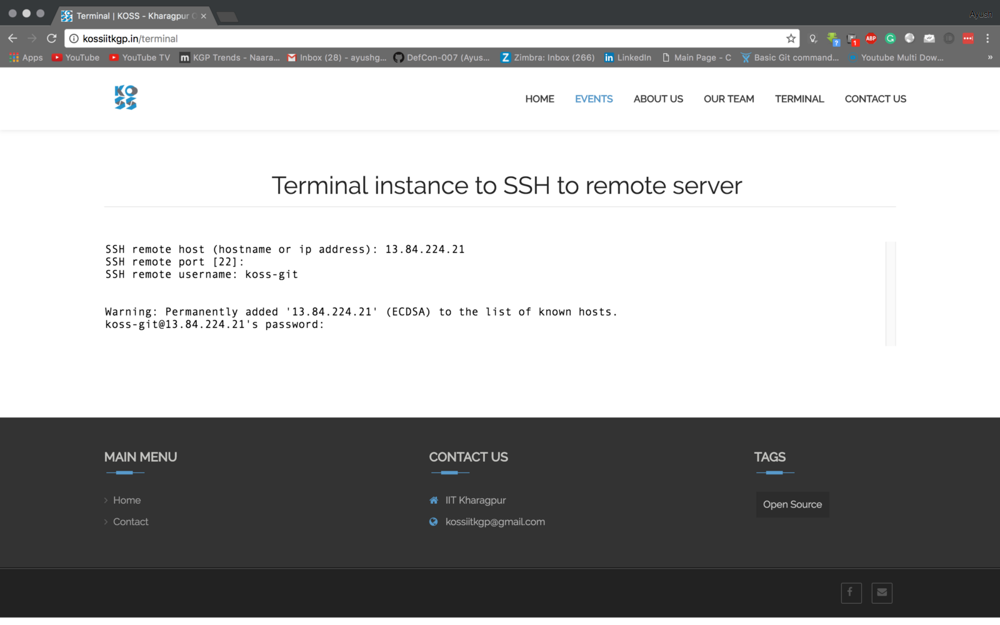 Terminal | KOSS - Kharagpur
Ayush
kossiitkgp.in/terminal
ABP
1
?
Apps
YouTube
YouTube TV
KGP Trends - Naara...
Inbox (28) - ayushg...
DefCon-007 (Ayus...
Zimbra: Inbox (266)
LinkedIn
Main Page - C
Basic Git command...
Youtube Multi Dow...
»
KOSS
HOME
EVENTS
ABOUT US
OUR TEAM
TERMINAL
CONTACT US
Terminal instance to SSH to remote server
SSH remote host (hostname or ip address): 13.84.224.21
SSH remote port [22]:
SSH remote username: koss-git
Warning: Permanently added '13.84.224.21' (ECDSA) to the list of known hosts.
koss-git@13.84.224.21's password:
MAIN MENU
Home
Contact
CONTACT US
IIT Kharagpur
kossiitkgp@gmail.com
TAGS
Open Source